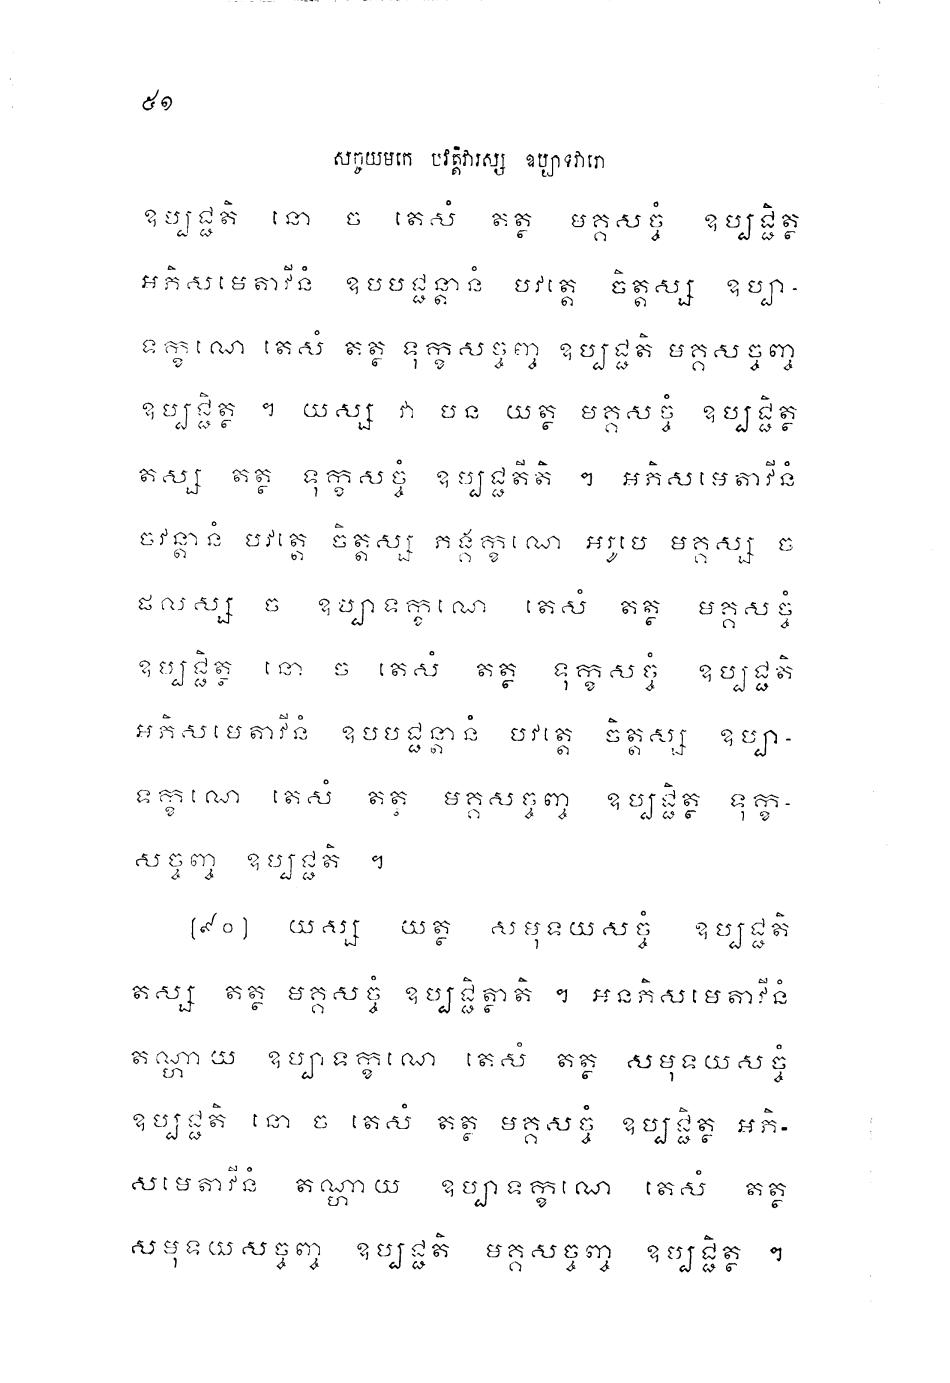 ៥១
សច្ចយមកេ បវត្តិវារស្ស ឧប្បាទវារោ
ឧប្បជ្ជតិ នោ ច តេសំ តត្ថ មគ្គសច្ចំ ឧប្បជ្ជិត្ថ
អភិសមេតាវីនំ ឧបបជ្ជន្តានំ បវត្តេ ចិត្តស្ស ឧប្បា-
ទក្ខណេ តេសំ តត្ថ ទុក្ខសច្ចញ្ច ឧប្បជ្ជតិ មគ្គសច្ចញ្ច
ឧប្បជ្ជិត្ថ ។ យស្ស វា បន យត្ថ មគ្គសច្ចំ ឧប្បជ្ជិត្ថ
តស្ស តត្ថ ទុក្ខសច្ចំ ឧប្បជ្ជតីតិ ។ អភិសមេតាវីនំ
ចវន្តានំ បវត្តេ ចិត្តស្ស ភង្គក្ខណេ អរូបេ មគ្គស្ស ច
ផលស្ស ច ឧប្បាទក្ខណេ តេសំ តត្ថ មគ្គសច្ចំ
ឧប្បជ្ជិត្ថ នោ ច តេសំ តត្ថ ទុក្ខសច្ចំ ឧប្បជ្ជតិ
អភិសមេតាវីនំ ឧបបជ្ជន្តានំ បវត្តេ ចិត្តស្ស ឧប្បា-
ទក្ខណេ តេសំ តត្ថ មគ្គសច្ចញ្ច ឧប្បជ្ជិត្ថ ទុក្ខ-
សច្ចញ្ច ឧប្បជ្ជតិ ។
[៩០] យស្ស យត្ថ សមុទយសច្ចំ ឧប្បជ្ជតិ
តស្ស តត្ថ មគ្គសច្ចំ ឧប្បជ្ជិត្ថាតិ ។ អនភិសមេតាវីនំ
តណ្ហាយ ឧប្បាទក្ខណេ តេសំ តត្ថ សមុទយសច្ចំ
ឧប្បជ្ជតិ នោ ច តេសំ តត្ថ មគ្គសច្ចំ ឧប្បជ្ជិត្ថ អភិ-
សមេតាវីនំ តណ្ហាយ ឧប្បាទក្ខណេ តេសំ តត្ថ
សមុទយសច្ចញ្ច ឧប្បជ្ជតិ មគ្គសច្ចញ្ច ឧប្បជ្ជិត្ថ ។